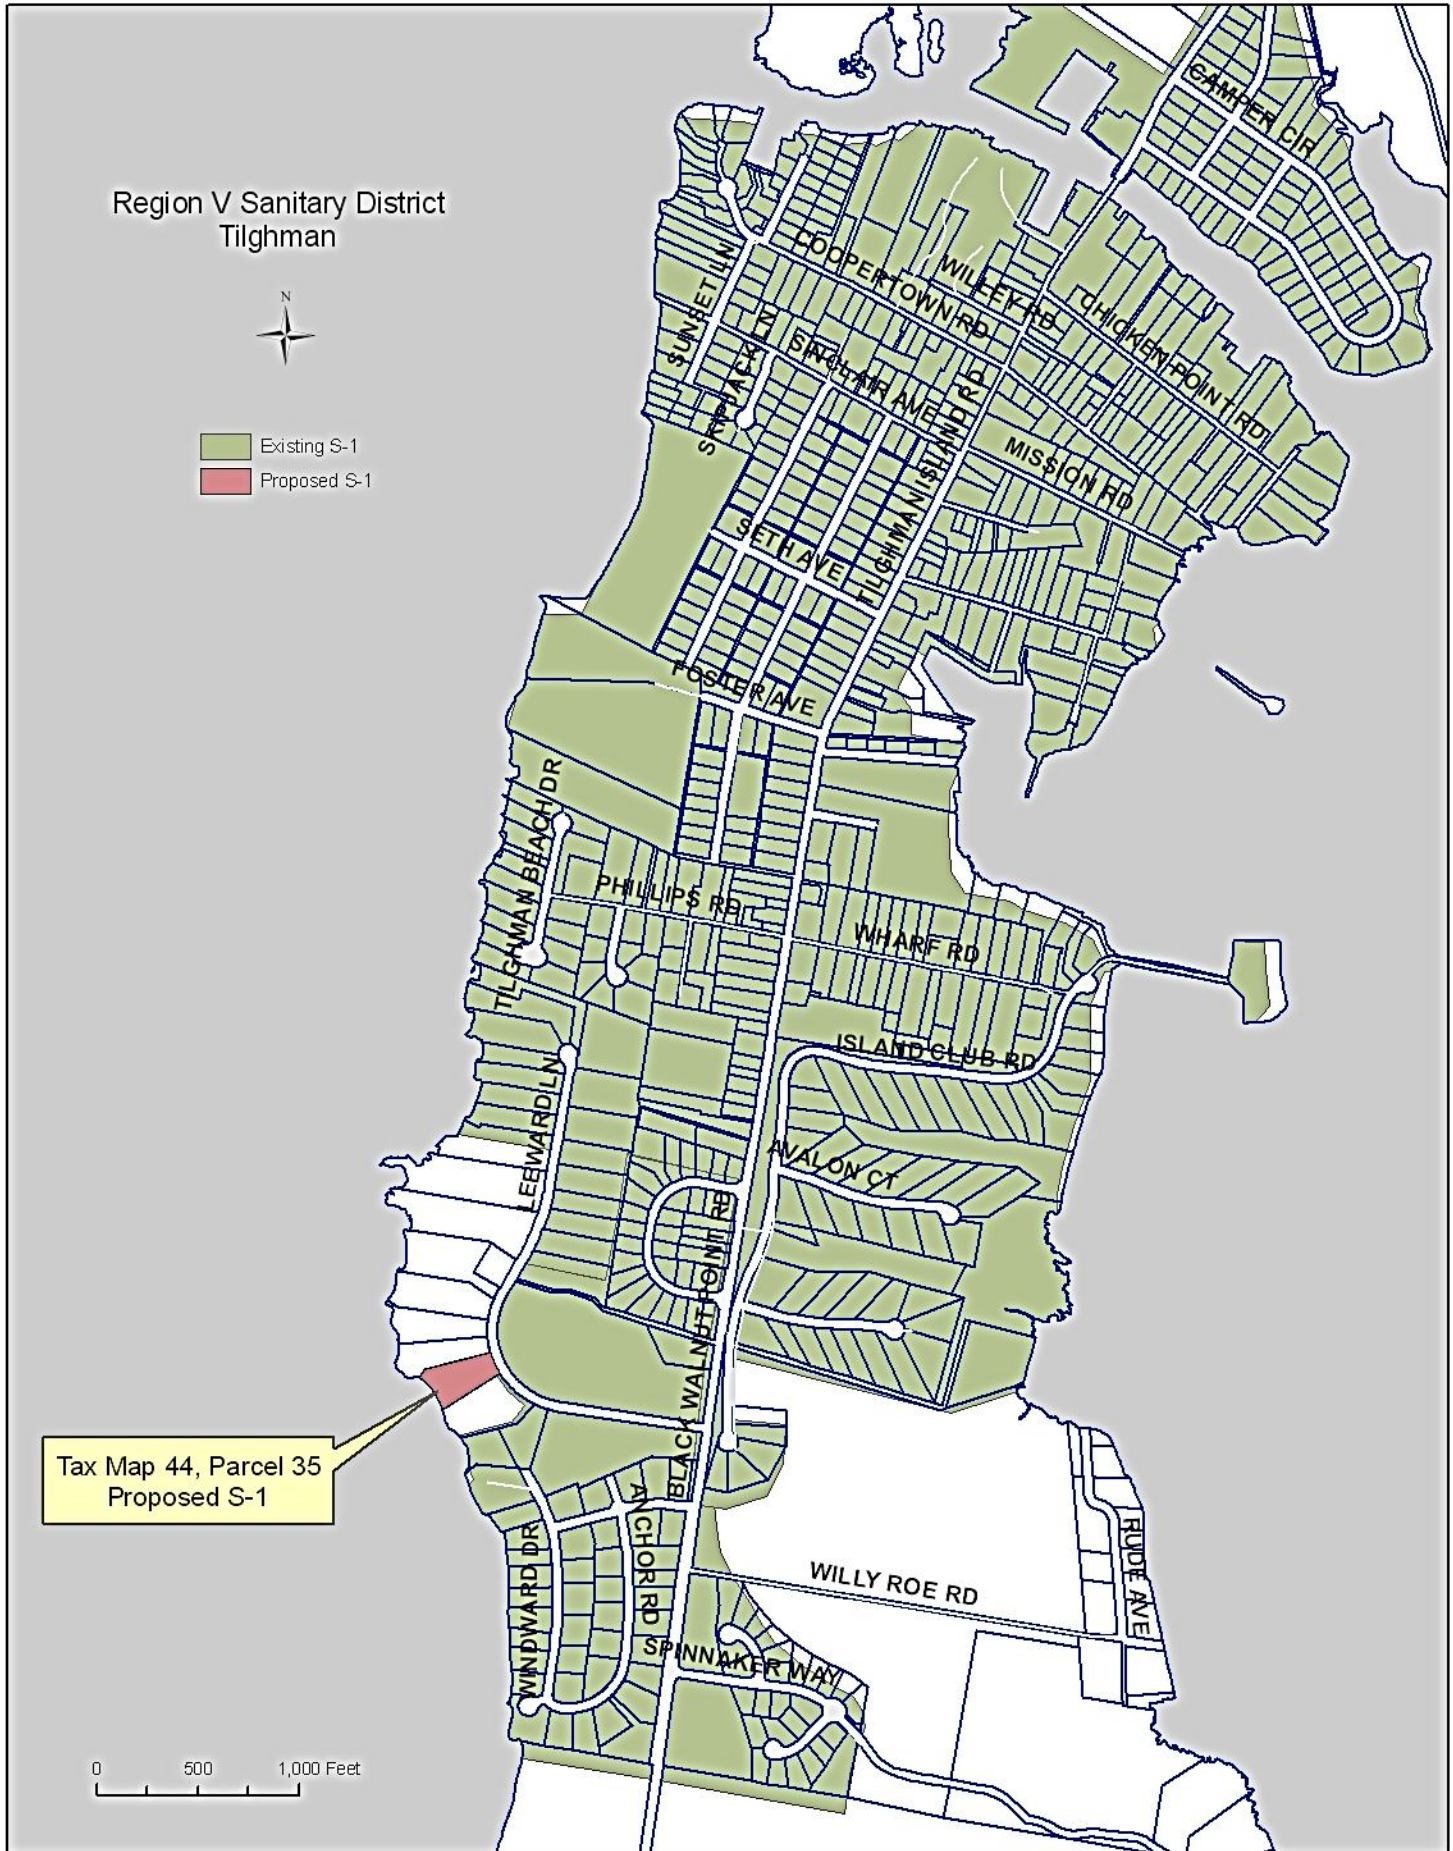 Region V Sanitary District
Tilghman
N
Existing S-1
Proposed S-1
CAMPER CIR
SUNSET LN
COOPERTOWN RD
WILLEY RD
CHICKEN POINT RD
SKIPJACK LN
SINCLAIR AVE
TILGHMAN ISLAND RD
MISSION RD
SETH AVE
FOSTER AVE
TILGHMAN BEACH DR
PHILLIPS RD
WHARF RD
ISLAND CLUB RD
LEEWARD LN
AVALON CT
BLACK WALNUT POINT RD
Tax Map 44, Parcel 35
Proposed S-1
ANCHOR RD
WINDWARD DR
RUDE AVE
WILLY ROE RD
SPINNAKER WAY
0 500 1,000 Feet